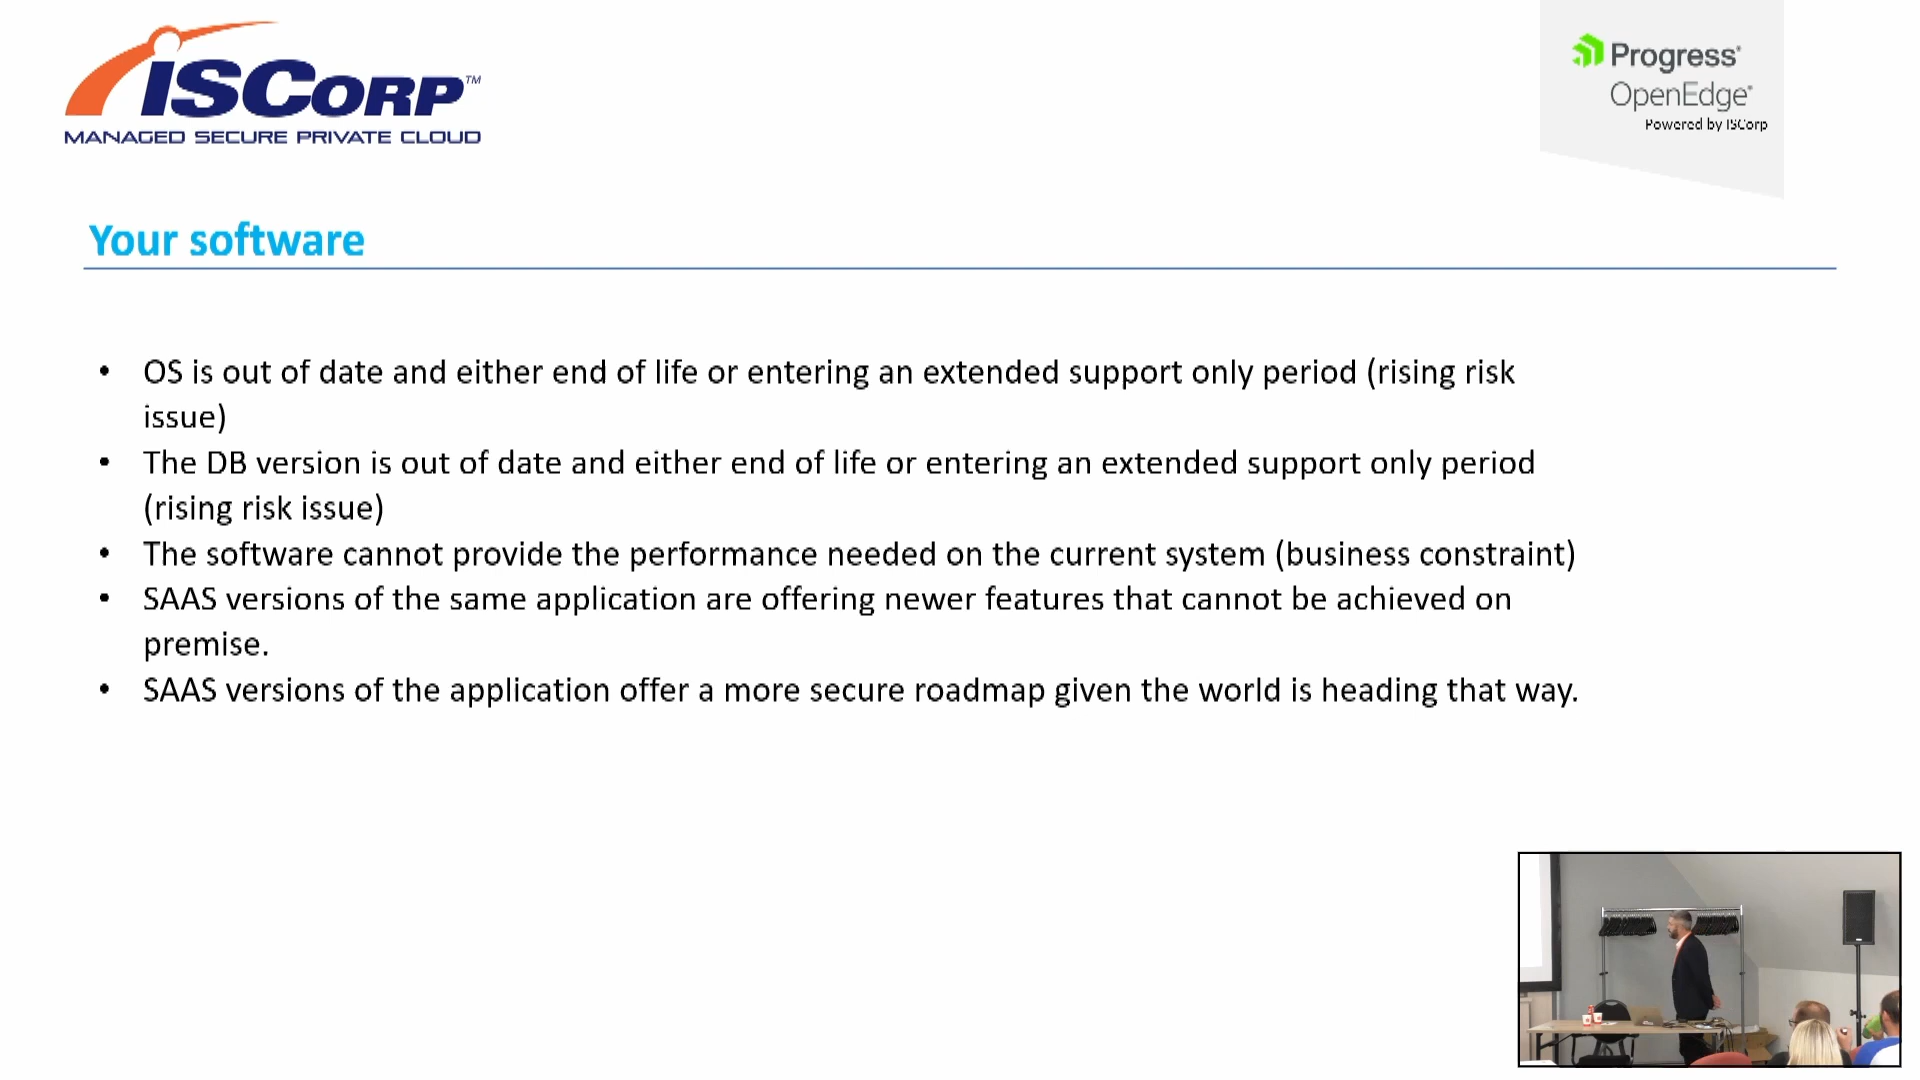 ISCORP™
MANAGED SECURE PRIVATE CLOUD
Progress®
OpenEdge®
Powered by ISCorp
Your software
• OS is out of date and either end of life or entering an extended support only period (rising risk
issue)
• The DB version is out of date and either end of life or entering an extended support only period
(rising risk issue)
• The software cannot provide the performance needed on the current system (business constraint)
• SAAS versions of the same application are offering newer features that cannot be achieved on
premise.
• SAAS versions of the application offer a more secure roadmap given the world is heading that way.